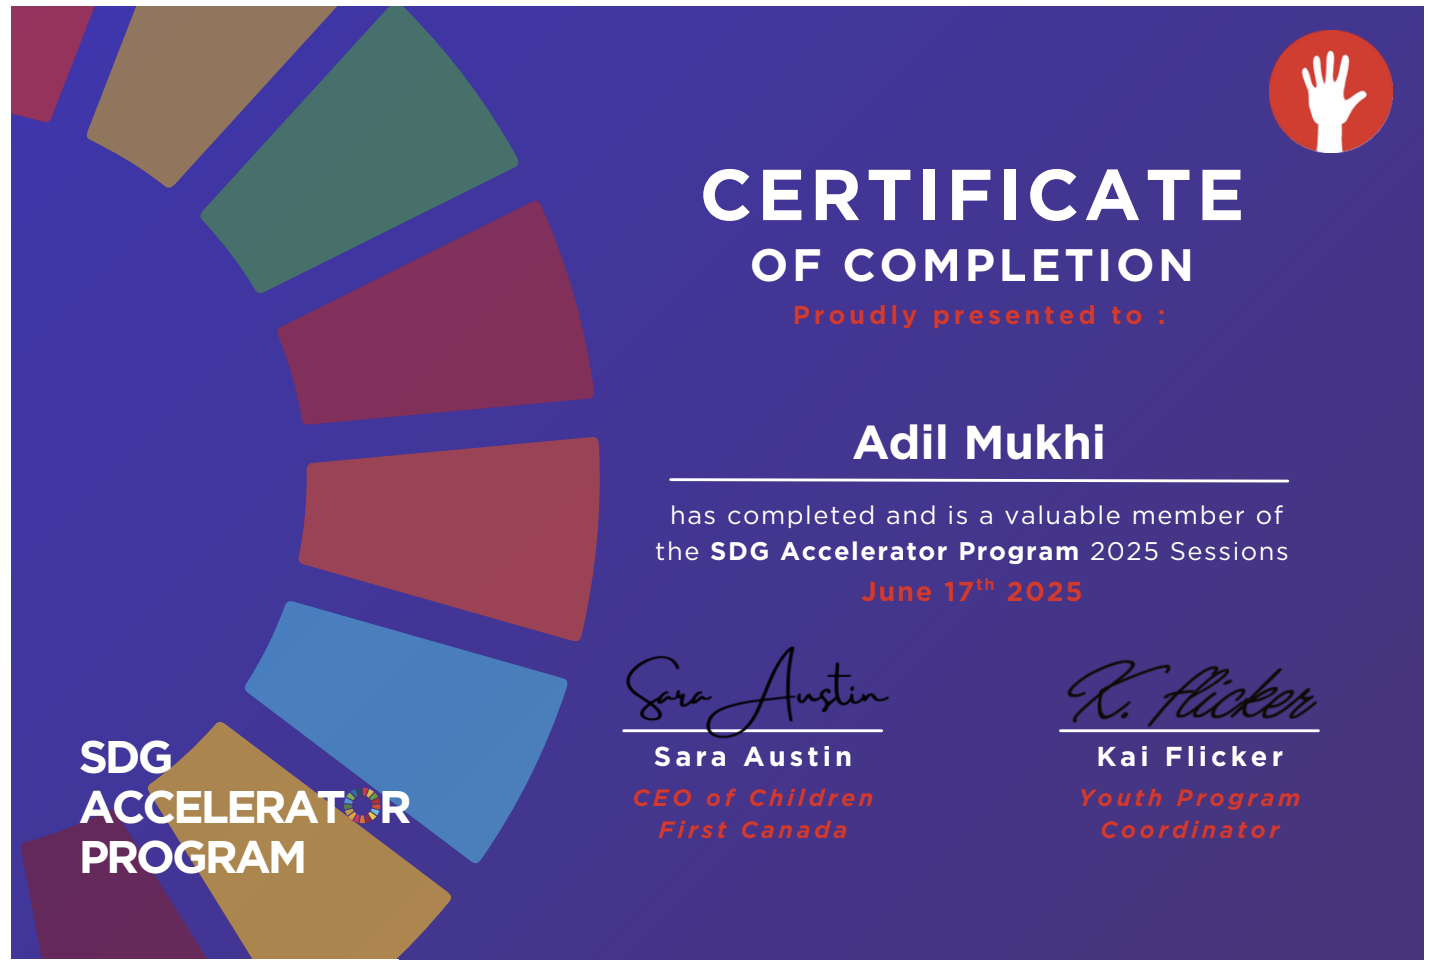 CERTIFICATE
OF COMPLETION
Proudly presented to :
Adil Mukhi
has completed and is a valuable member of
the SDG Accelerator Program 2025 Sessions
June 17th 2025
Sara Austin
K. flicker
Sara Austin
Kai Flicker
CEO of Children
First Canada
Youth Program
Coordinator
SDG
ACCELERATOR
PROGRAM